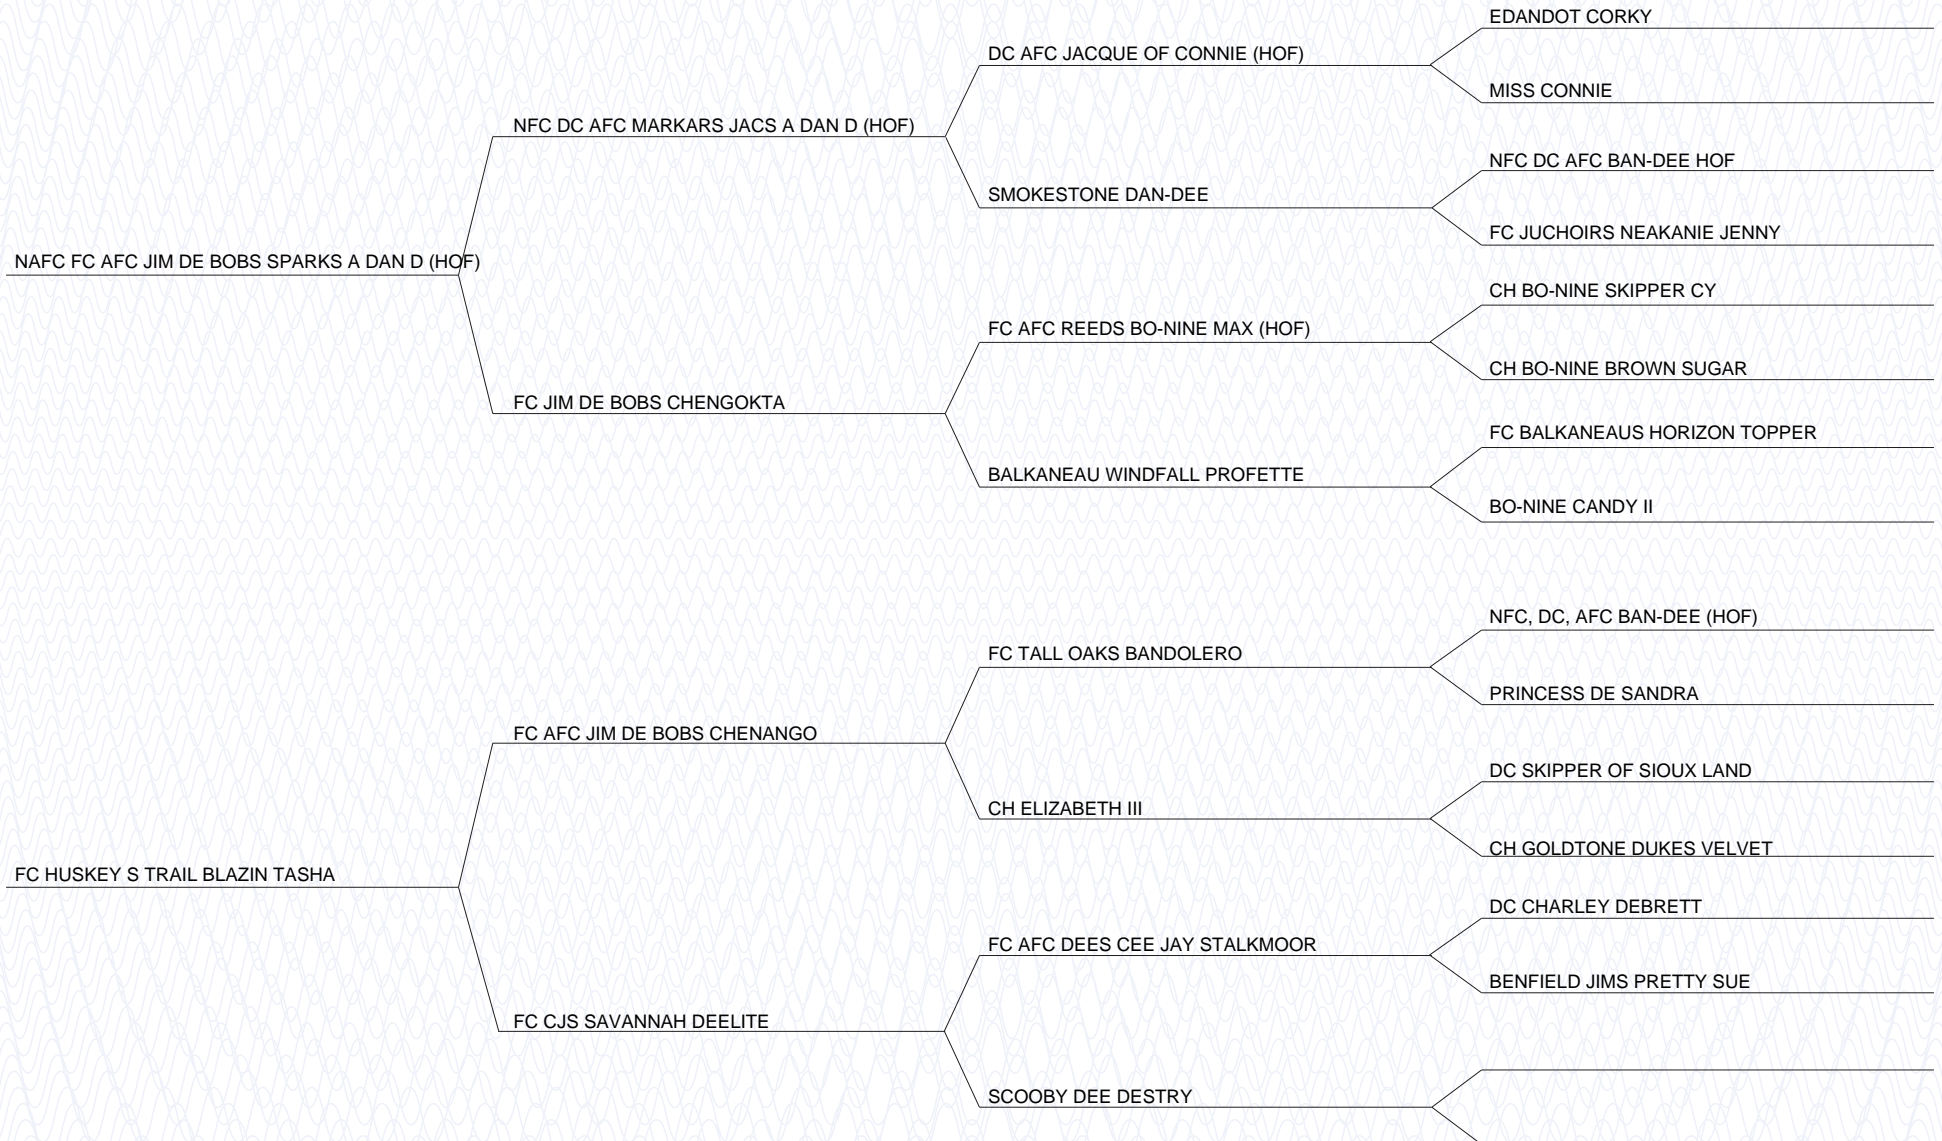 EDANDOT CORKY
DC AFC JACQUE OF CONNIE (HOF)
MISS CONNIE
NFC DC AFC MARKARS JACS A DAN D (HOF)
NFC DC AFC BAN-DEE HOF
SMOKESTONE DAN-DEE
FC JUCHOIRS NEAKANIE JENNY
NAFC FC AFC JIM DE BOBS SPARKS A DAN D (HOF)
CH BO-NINE SKIPPER CY
FC AFC REEDS BO-NINE MAX (HOF)
CH BO-NINE BROWN SUGAR
FC JIM DE BOBS CHENGOKTA
FC BALKANEAUS HORIZON TOPPER
BALKANEAU WINDFALL PROFETTE
BO-NINE CANDY II
NFC, DC, AFC BAN-DEE (HOF)
FC TALL OAKS BANDOLERO
PRINCESS DE SANDRA
FC AFC JIM DE BOBS CHENANGO
DC SKIPPER OF SIOUX LAND
CH ELIZABETH III
CH GOLDTONE DUKES VELVET
FC HUSKEY S TRAIL BLAZIN TASHA
DC CHARLEY DEBRETT
FC AFC DEES CEE JAY STALKMOOR
BENFIELD JIMS PRETTY SUE
FC CJS SAVANNAH DEELITE
SCOOBY DEE DESTRY